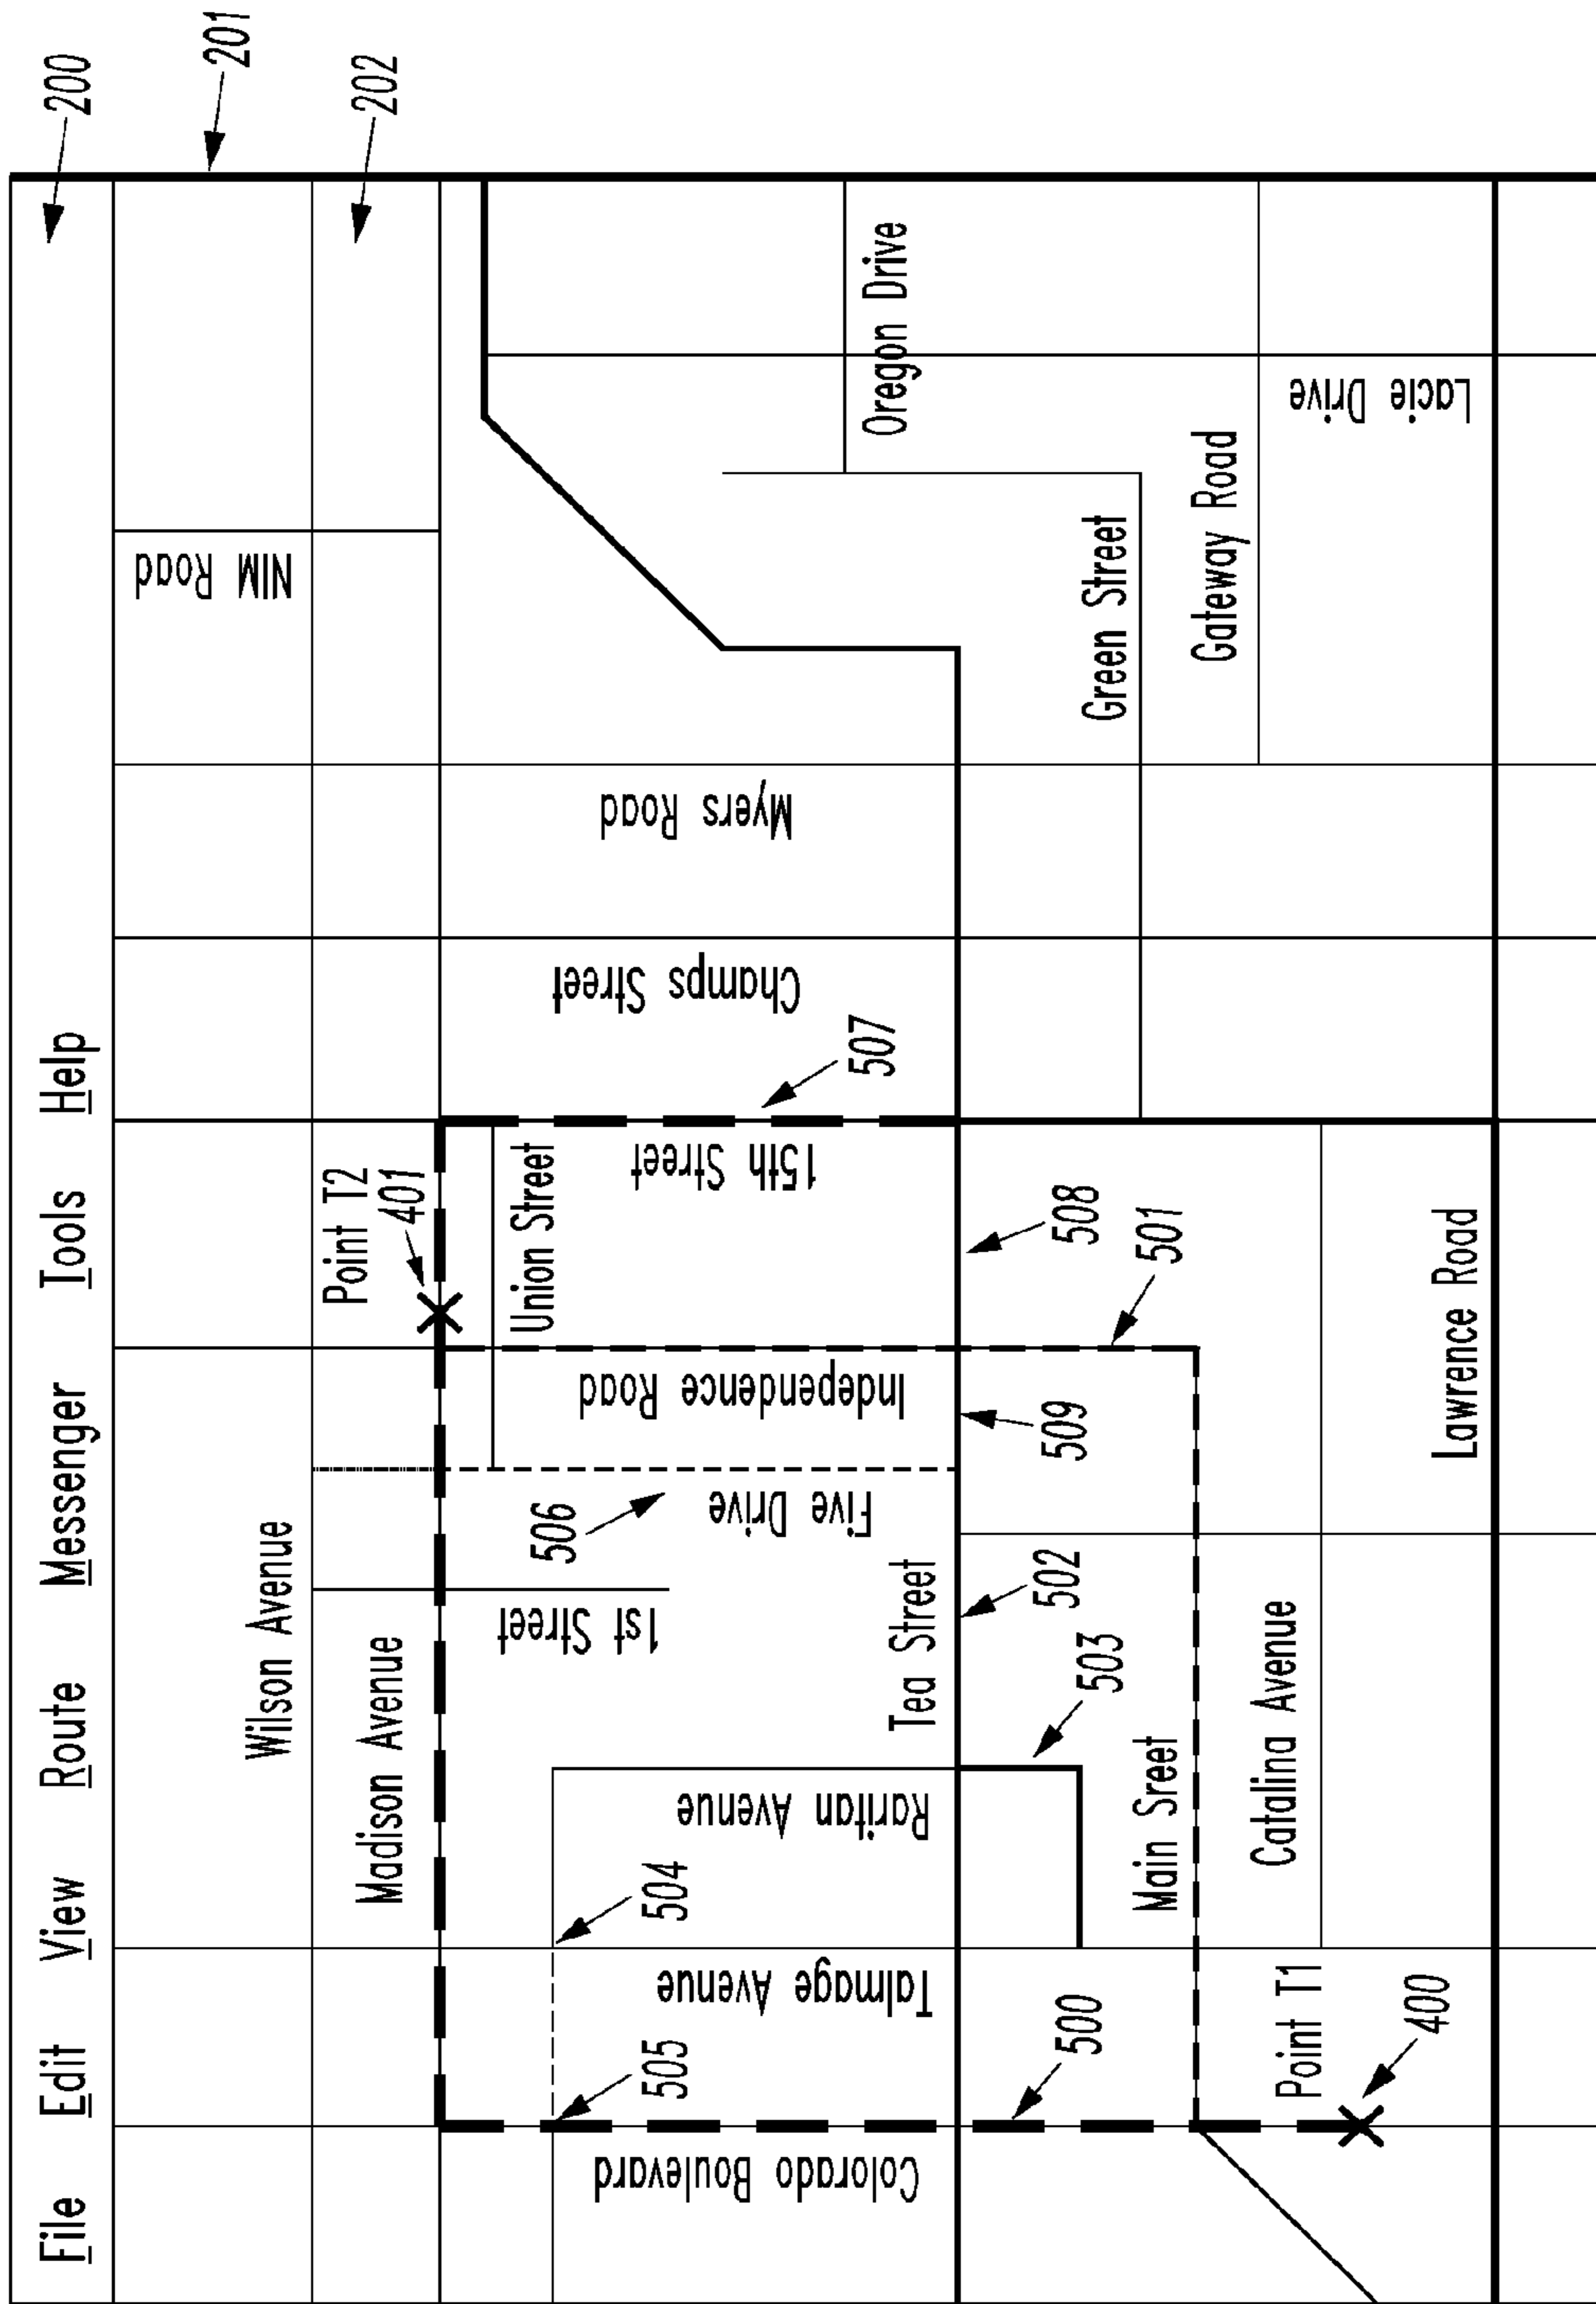 File Edit View Route Messenger Tools Help
200
201
202
Wilson Avenue
NIM Road
Madison Avenue
Point T2
401
Union Street
1st Street
506
Five Drive
Independence Road
15th Street
507
Champs Street
Myers Road
Oregon Drive
504
505
Colorado Boulevard
Talmage Avenue
Raritan Avenue
Tea Street
500
503
502
509
508
501
Main Sreet
Green Street
Gateway Road
Lacie Drive
Catalina Avenue
Point T1
400
Lawrence Road